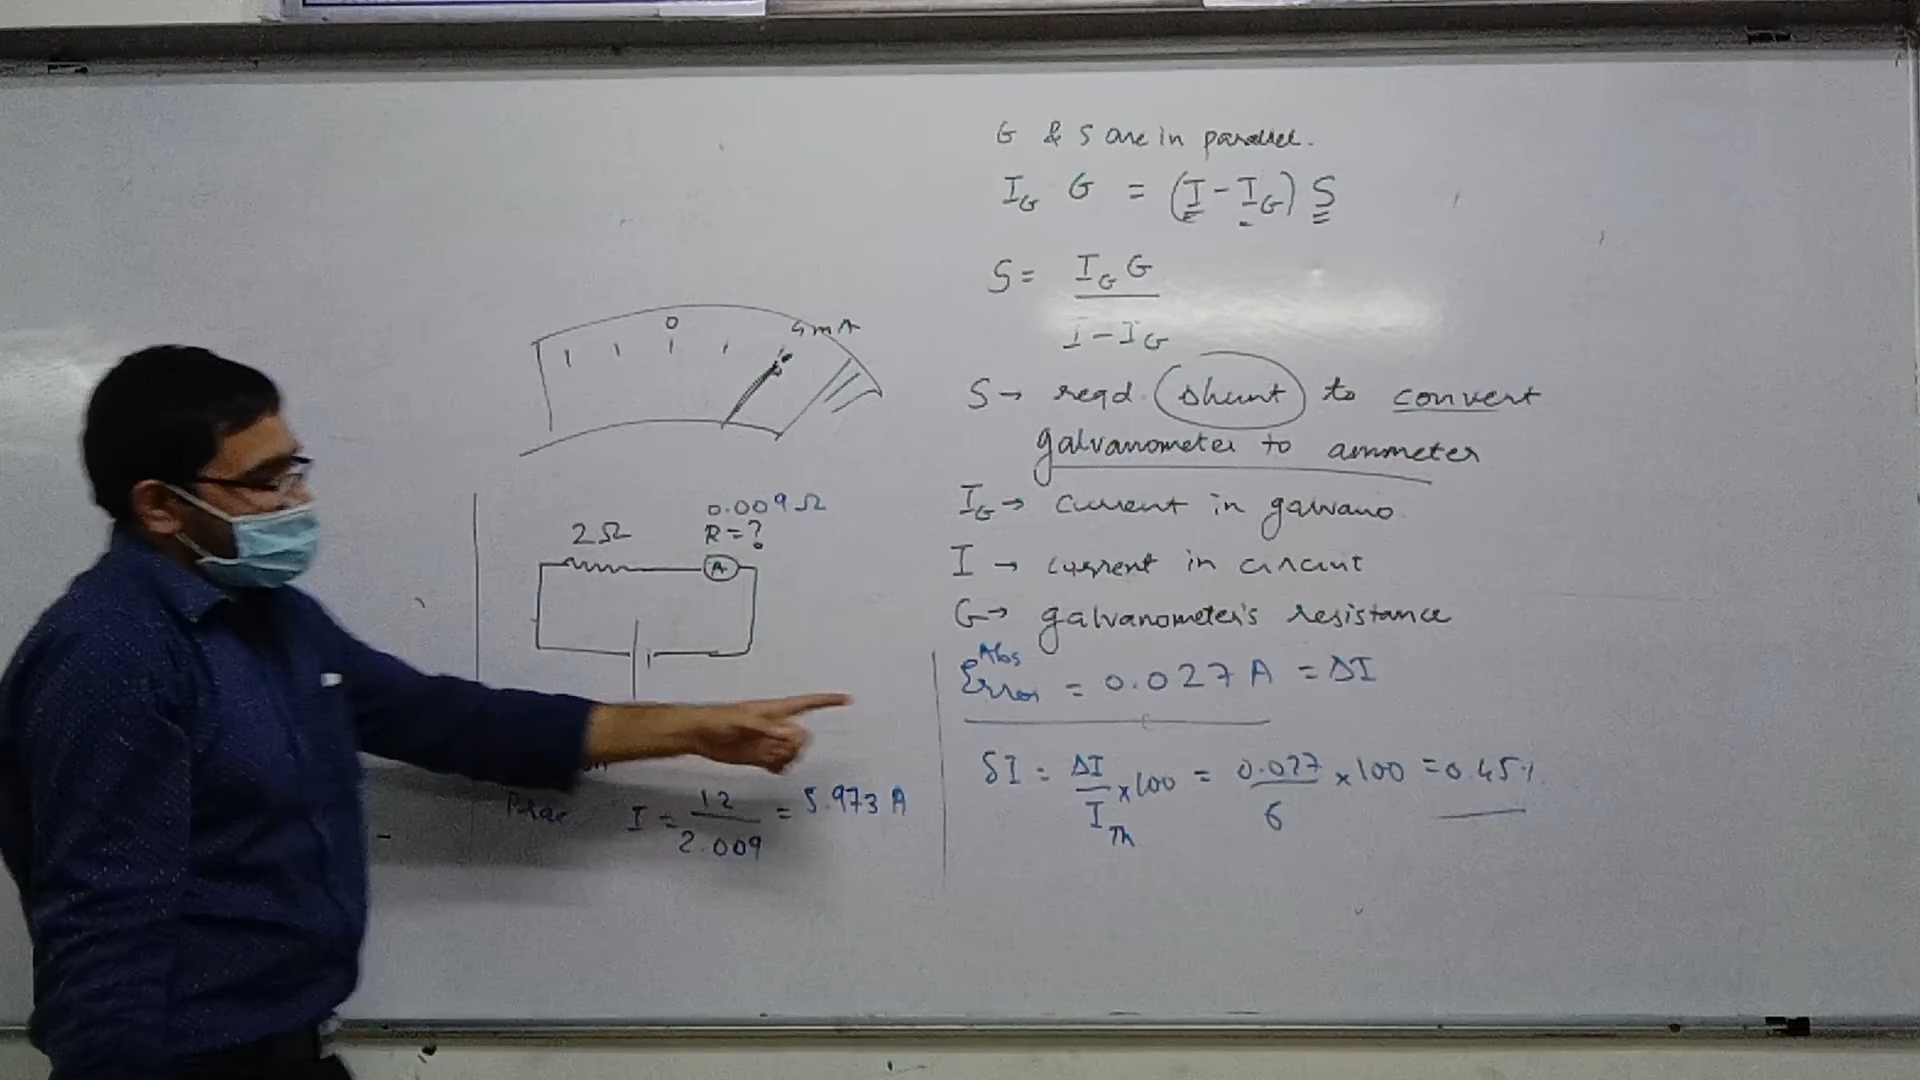 G & S are in parallel.
I_G G = (I - I_G) S
S = I_G G
I - I_G
S → reqd. shunt to convert
galvanometer to ammeter
I_G → current in galvano.
I → current in circuit
G → galvanometer's resistance
Abs
Error = 0.027 A = ΔI
δI = ΔI / I_Th × 100 = 0.027 / 6 × 100 = 0.45%
0
4mA
0.009Ω
2Ω R = ?
A
Prac I = 12 / 2.009 = 5.973 A